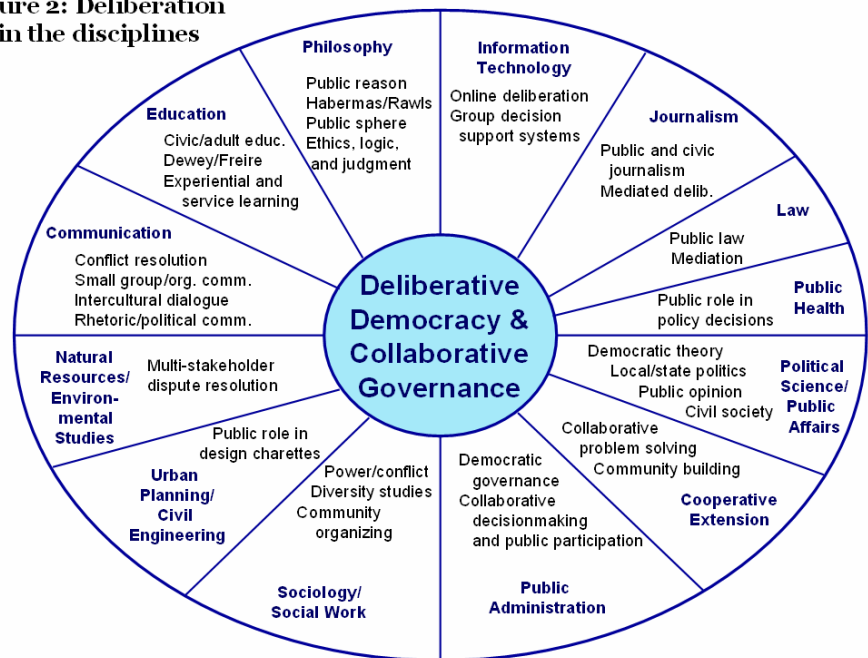 ure 2: Deliberation
in the disciplines
Philosophy
Public reason
Habermas/Rawls
Public sphere
Ethics, logic,
and judgment
Information
Technology
Online deliberation
Group decision
support systems
Journalism
Public and civic
journalism
Mediated delib.
Law
Public law
Mediation
Public
Health
Public role in
policy decisions
Political
Science/
Public
Affairs
Democratic theory
Local/state politics
Public opinion
Civil society
Cooperative
Extension
Collaborative
problem solving
Community building
Public
Administration
Democratic
governance
Collaborative
decisionmaking
and public participation
Sociology/
Social Work
Power/conflict
Diversity studies
Community
organizing
Urban
Planning/
Civil
Engineering
Public role in
design charettes
Natural
Resources/
Environ-
mental
Studies
Multi-stakeholder
dispute resolution
Communication
Conflict resolution
Small group/org. comm.
Intercultural dialogue
Rhetoric/political comm.
Education
Civic/adult educ.
Dewey/Freire
Experiential and
service learning
Deliberative
Democracy &
Collaborative
Governance